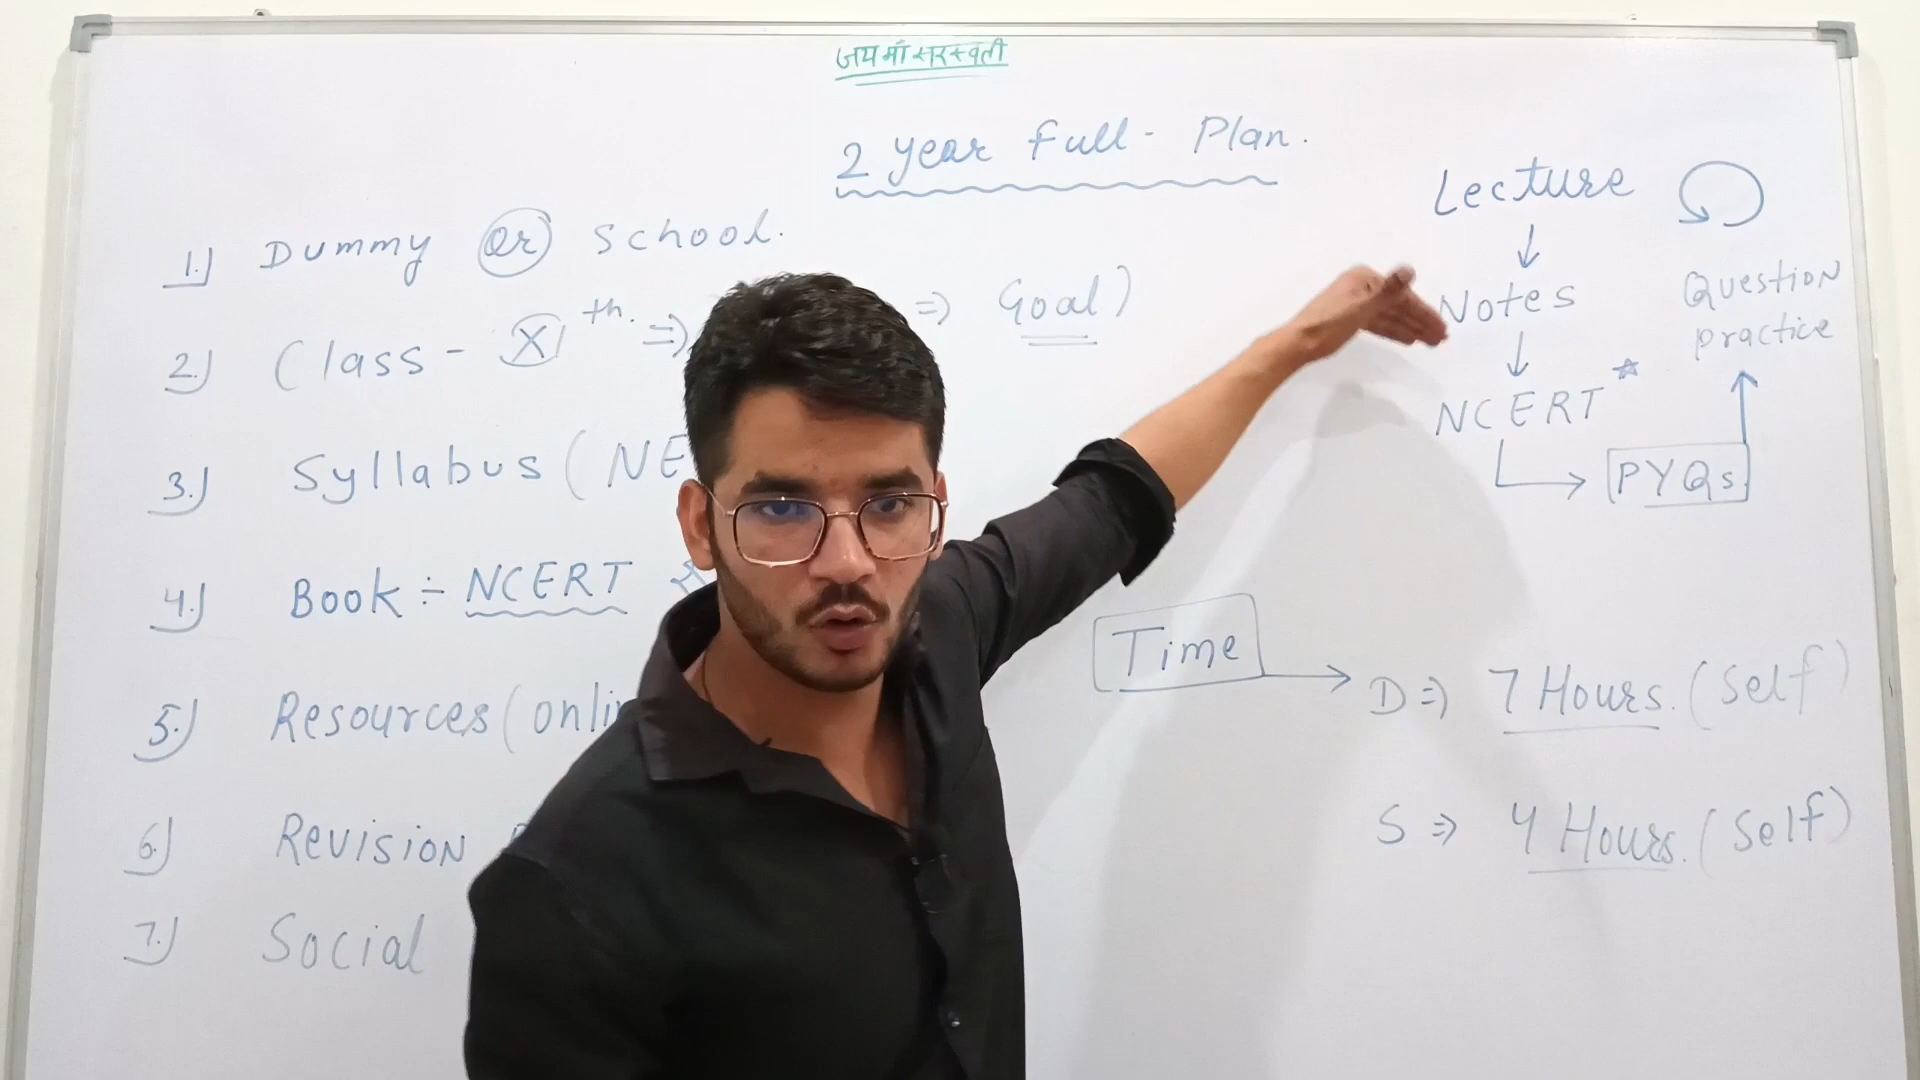 जय माँ सरस्वती
2 year Full - Plan.
1.) Dummy or School.
2.) Class - X th. => => Goal)
3.) Syllabus ( NE
4.) Book ÷ NCERT
5.) Resources ( onlin
6.) Revision
7.) Social
Lecture
↓
Notes
↓
NCERT *
→ PYQs
Question
practice
Time → D => 7 Hours. (Self)
S => 4 Hours. (Self)